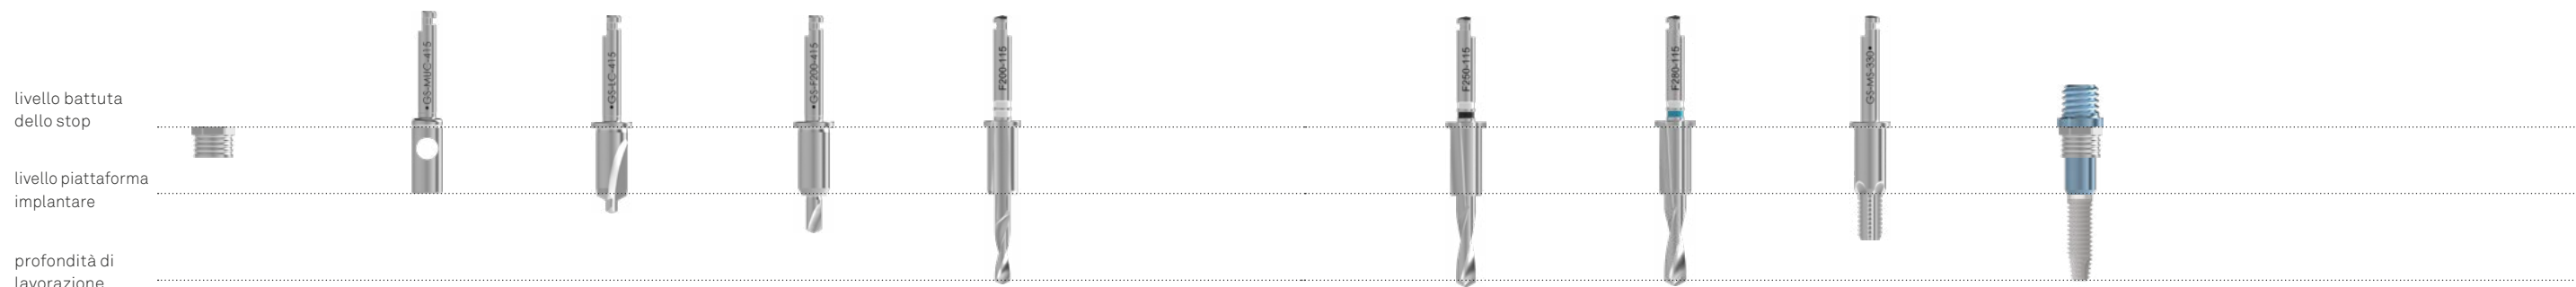 •GS-MUC-415
•GS-LC-415
•GS-F200-415
F200-115
F250-115
F280-115
GS-MS-330•
livello battuta
dello stop
livello piattaforma
implantare
profondità di
lavorazione